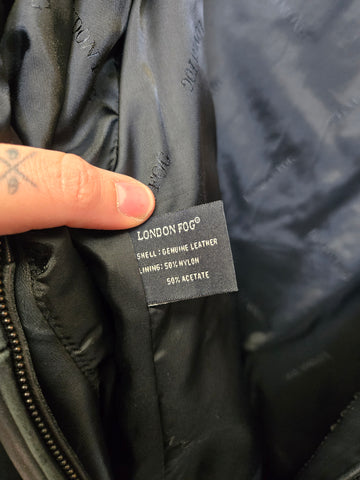 LONDON FOG®
SHELL : GENUINE LEATHER
LINING: 50% NYLON
50% ACETATE